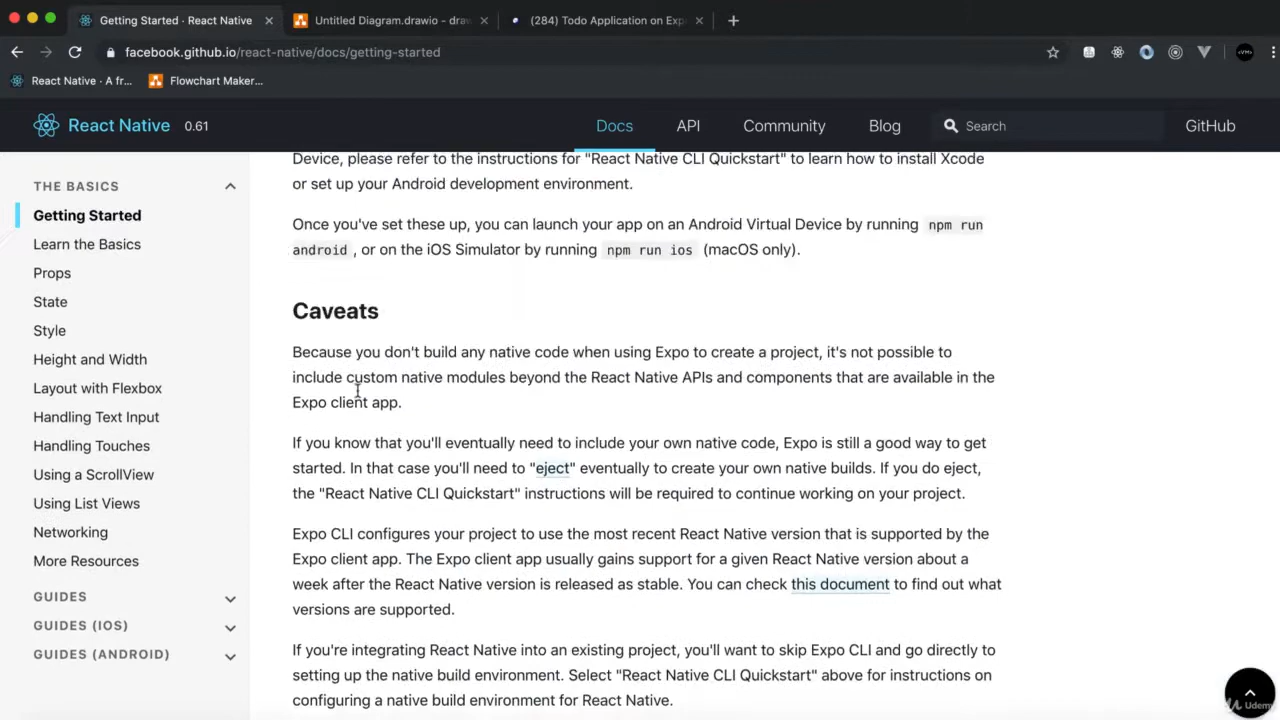 Getting Started · React Native
Untitled Diagram.drawio - draw
(284) Todo Application on Exp
facebook.github.io/react-native/docs/getting-started
React Native · A fr...
Flowchart Maker...
React Native 0.61
Docs
API
Community
Blog
Search
GitHub
THE BASICS
Getting Started
Learn the Basics
Props
State
Style
Height and Width
Layout with Flexbox
Handling Text Input
Handling Touches
Using a ScrollView
Using List Views
Networking
More Resources
GUIDES
GUIDES (IOS)
GUIDES (ANDROID)
Device, please refer to the instructions for "React Native CLI Quickstart" to learn how to install Xcode
or set up your Android development environment.
Once you've set these up, you can launch your app on an Android Virtual Device by running npm run
android , or on the iOS Simulator by running npm run ios (macOS only).
Caveats
Because you don't build any native code when using Expo to create a project, it's not possible to
include custom native modules beyond the React Native APIs and components that are available in the
Expo client app.
If you know that you'll eventually need to include your own native code, Expo is still a good way to get
started. In that case you'll need to "eject" eventually to create your own native builds. If you do eject,
the "React Native CLI Quickstart" instructions will be required to continue working on your project.
Expo CLI configures your project to use the most recent React Native version that is supported by the
Expo client app. The Expo client app usually gains support for a given React Native version about a
week after the React Native version is released as stable. You can check this document to find out what
versions are supported.
If you're integrating React Native into an existing project, you'll want to skip Expo CLI and go directly to
setting up the native build environment. Select "React Native CLI Quickstart" above for instructions on
configuring a native build environment for React Native.
Udemy